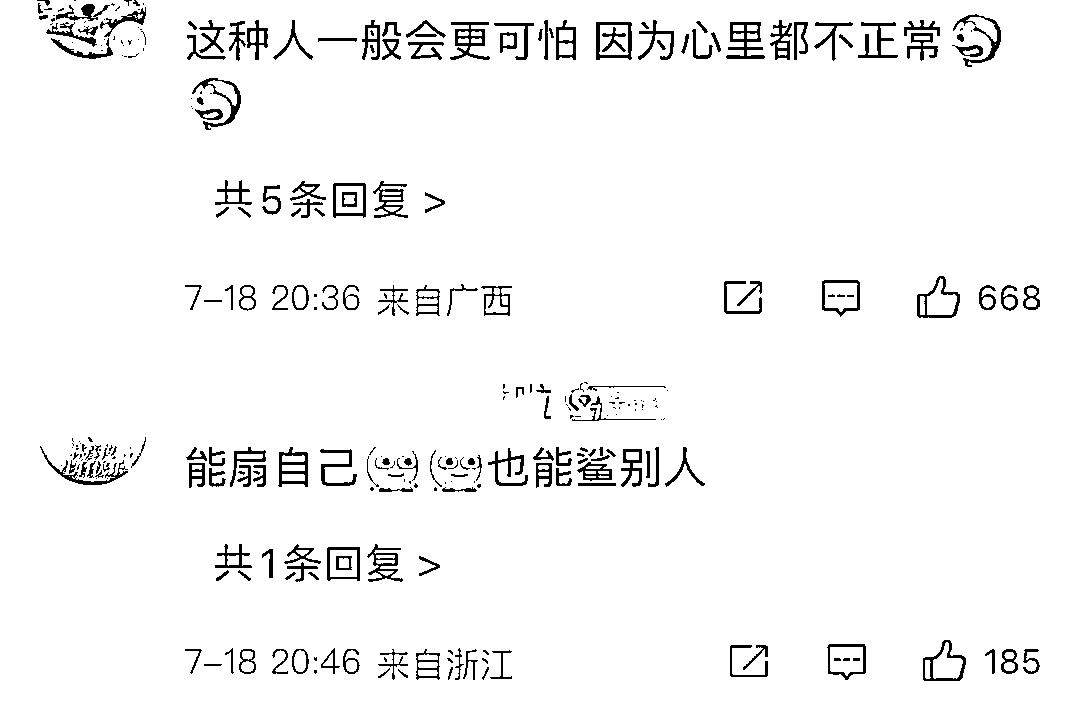 这种人一般会更可怕 因为心里都不正常
共5条回复 >
7-18 20:36 来自广西
668
能扇自己也能鲨别人
共1条回复 >
7-18 20:46 来自浙江
185